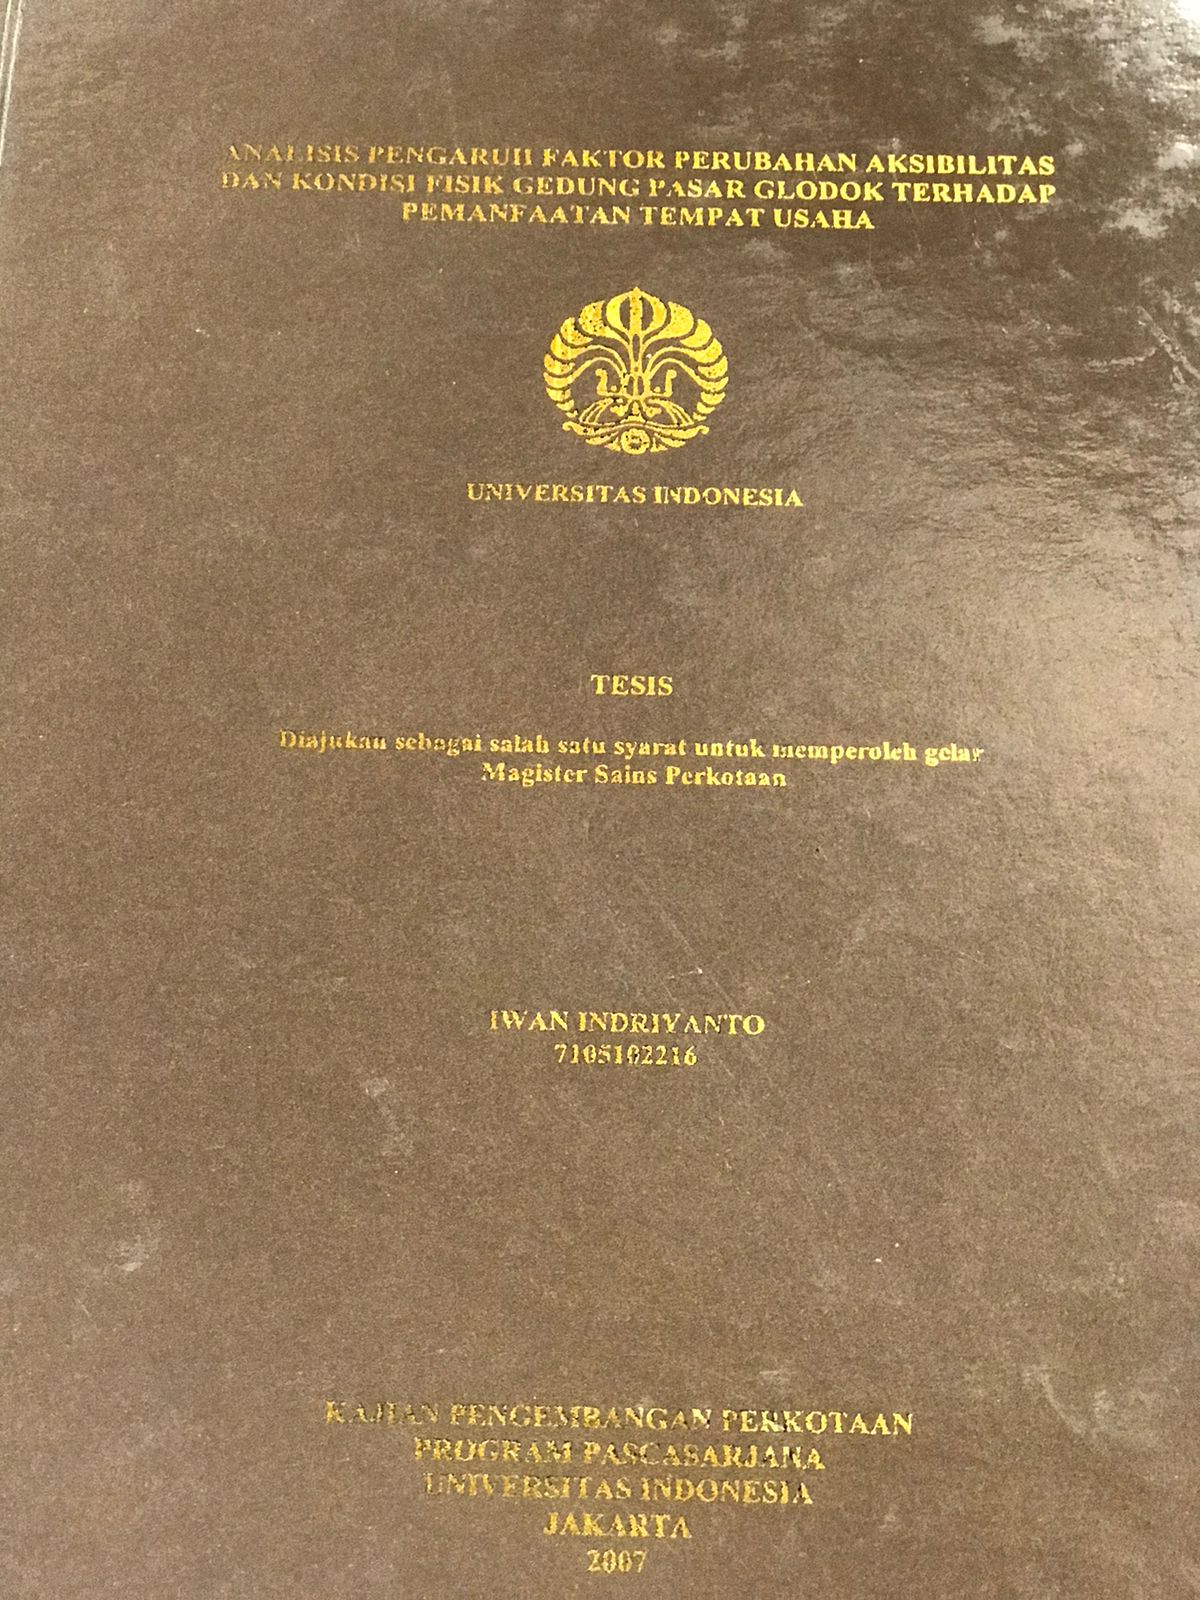 ANALISIS PENGARUH FAKTOR PERUBAHAN AKSIBILITAS
DAN KONDISI FISIK GEDUNG PASAR GLODOK TERHADAP
PEMANFAATAN TEMPAT USAHA
UNIVERSITAS INDONESIA
TESIS
Diajukan sebagai salah satu syarat untuk memperoleh gelar
Magister Sains Perkotaan
IWAN INDRIYANTO
7105102216
KAJIAN PENGEMBANGAN PERKOTAAN
PROGRAM PASCASARJANA
UNIVERSITAS INDONESIA
JAKARTA
2007